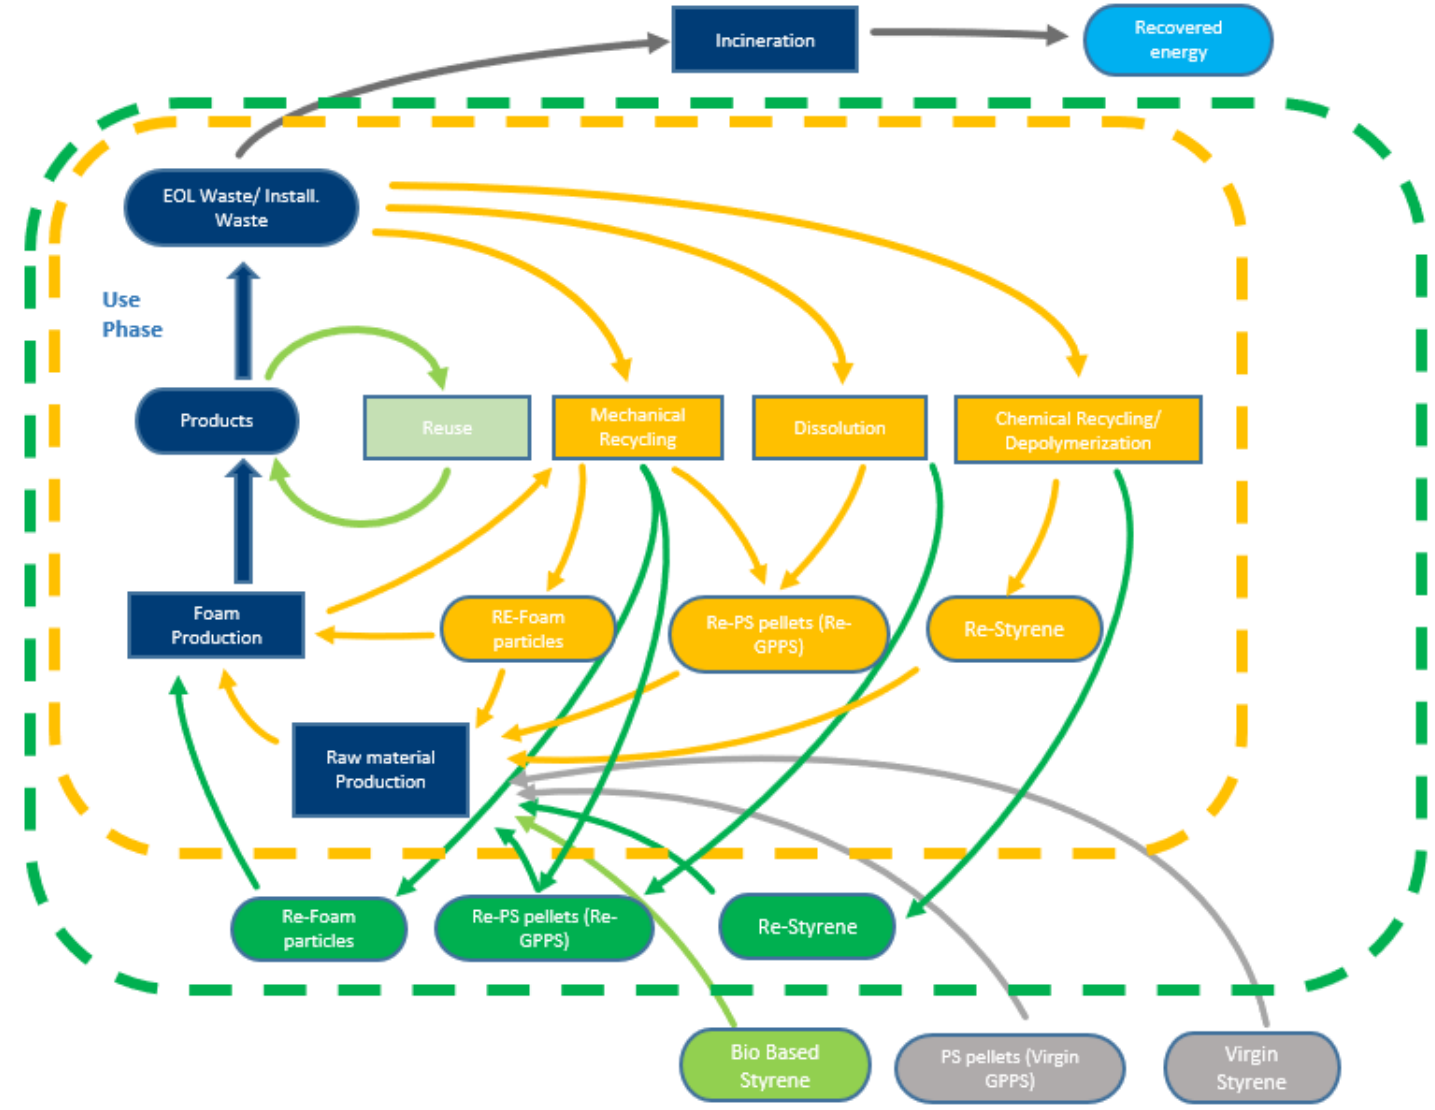 Incineration
Recovered
energy
EOL Waste/ Install.
Waste
Use
Phase
Products
Reuse
Mechanical
Recycling
Dissolution
Chemical Recycling/
Depolymerization
Foam
Production
RE-Foam
particles
Re-PS pellets (Re-
GPPS)
Re-Styrene
Raw material
Production
Re-Foam
particles
Re-PS pellets (Re-
GPPS)
Re-Styrene
Bio Based
Styrene
PS pellets (Virgin
GPPS)
Virgin
Styrene